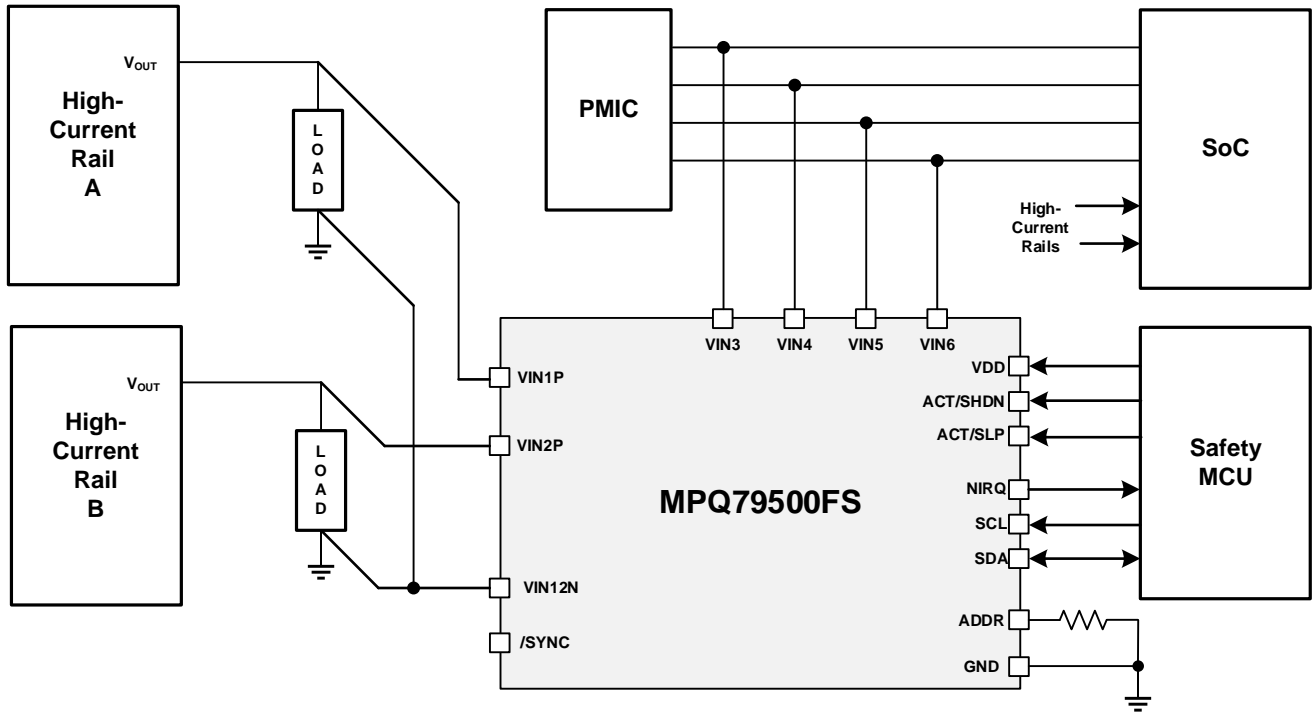 VOUT
High-
Current
Rail
A
L
O
A
D
PMIC
SoC
High-
Current
Rails
VOUT
High-
Current
Rail
B
L
O
A
D
VIN3
VIN4
VIN5
VIN6
VIN1P
VIN2P
VIN12N
/SYNC
MPQ79500FS
VDD
ACT/SHDN
ACT/SLP
NIRQ
SCL
SDA
ADDR
GND
Safety
MCU